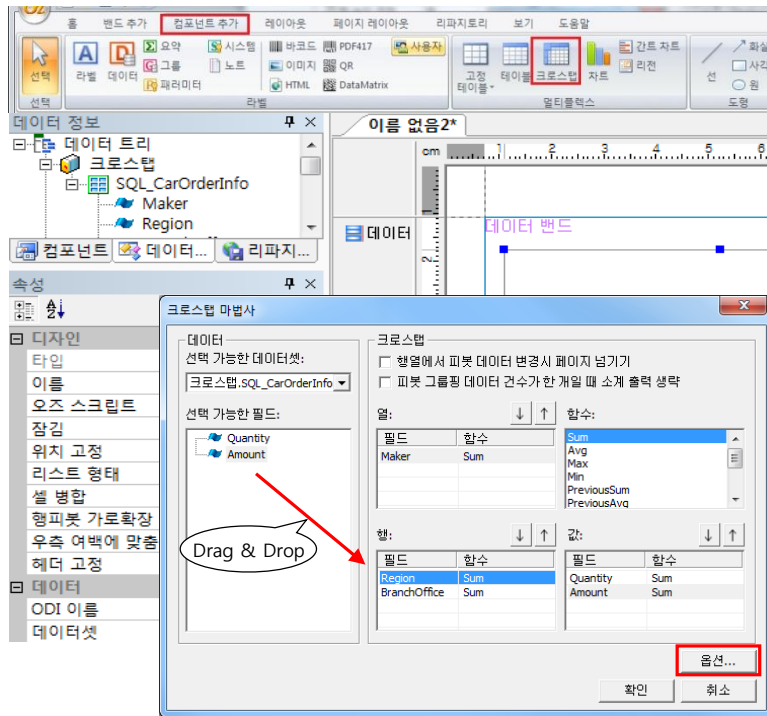 홈 밴드 추가 컴포넌트 추가 레이아웃 페이지 레이아웃 리파지토리 보기 도움말
선택 라벨 데이터 요약 그룹 패러미터 시스템 노트 바코드 이미지 HTML PDF417 QR DataMatrix 사용자 고정 테이블 테이블 크로스탭 차트 간트 차트 리전 선 화살 사각 원
선택 라벨 멀티플렉스 도형
데이터 정보
이름 없음2*
데이터 트리
cm 1 2 3 4 5 6
크로스탭
SQL_CarOrderInfo
Maker
Region
데이터
데이터 밴드
컴포넌트 데이터... 리파지...
2
속성
크로스탭 마법사
디자인
타입
이름
오즈 스크립트
잠김
위치 고정
리스트 형태
셀 병합
행피봇 가로확장
우측 여백에 맞춤
헤더 고정
데이터
ODI 이름
데이터셋
데이터
선택 가능한 데이터셋:
크로스탭.SQL_CarOrderInfo
선택 가능한 필드:
Quantity
Amount
Drag & Drop
크로스탭
행열에서 피봇 데이터 변경시 페이지 넘기기
피봇 그룹핑 데이터 건수가 한 개일 때 소계 출력 생략
열: ↓ ↑ 함수:
필드 함수
Maker Sum
Sum
Avg
Max
Min
PreviousSum
PreviousAvg
행: ↓ ↑ 값: ↓ ↑
필드 함수 필드 함수
Region Sum Quantity Sum
BranchOffice Sum Amount Sum
옵션...
확인 취소